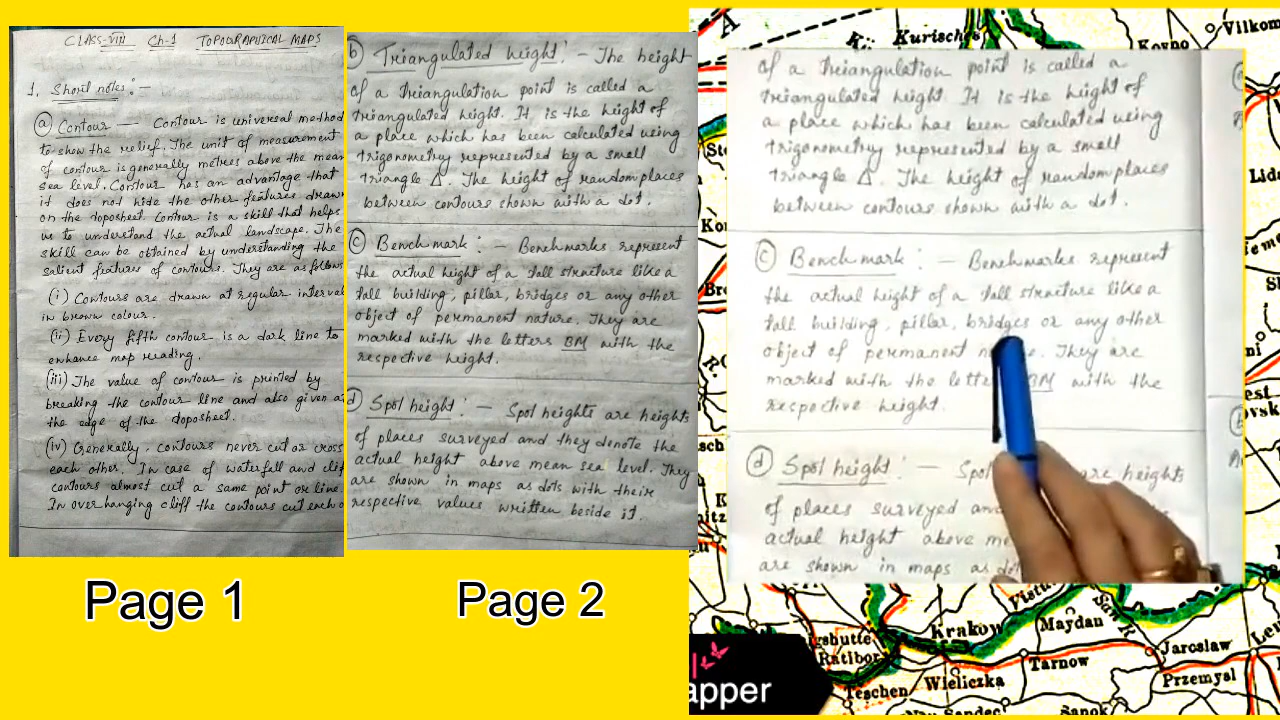 CLASS-VIII Ch-1 TOPOGRAPHICAL MAPS
1. Short notes:-
(a) Contour — Contour is universal method
to show the relief. The unit of measurement
of contour is generally metres above the mean
sea level. Contour has an advantage that
it does not hide the other features drawn
on the toposheet. Contour is a skill that helps
us to understand the actual landscape. The
skill can be obtained by understanding the
salient features of contours. They are as follows
(i) Contours are drawn at regular interval
in brown colour.
(ii) Every fifth contour is a dark line to
enhance map reading.
(iii) The value of contour is printed by
breaking the contour line and also given at
the edge of the toposheet.
(iv) Generally, contours never cut or cross
each other. In case of waterfall and clif
contours almost cut a same point or line.
In overhanging cliff the contours cut each o
Page 1
(b) Triangulated height:- The height
of a triangulation point is called a
triangulated height. It is the height of
a place which has been calculated using
trigonometry represented by a small
triangle Δ. The height of random places
between contours shown with a dot.
(c) Bench mark: - Benchmarks represent
the actual height of a tall structure like a
tall building, pillar, bridges or any other
object of permanent nature. They are
marked with the letters BM with the
respective height.
(d) Spot height: - Spot heights are heights
of places surveyed and they denote the
actual height above mean sea level. They
are shown in maps as dots with their
respective values written beside it.
Page 2
Kurisches
Kovno
Vilkom
of a triangulation point is called a
triangulated height. It is the height of
a place which has been calculated using
trigonometry represented by a small
triangle Δ. The height of random places
between contours shown with a dot.
(c) Bench mark: - Benchmarks represent
the actual height of a tall structure like a
tall building, pillar, bridges or any other
object of permanent n e. They are
marked with the lette BM with the
respective height.
(d) Spot height: - Spo are heights
of places surveyed an
actual height above me
are shown in maps as dot
Lida
Vistu
San R.
Kraków
Maydan
Jaroslaw
igshutte
Ratibor
Tarnow
Przemysl
Teschen
Wieliczka
Sanok
apper